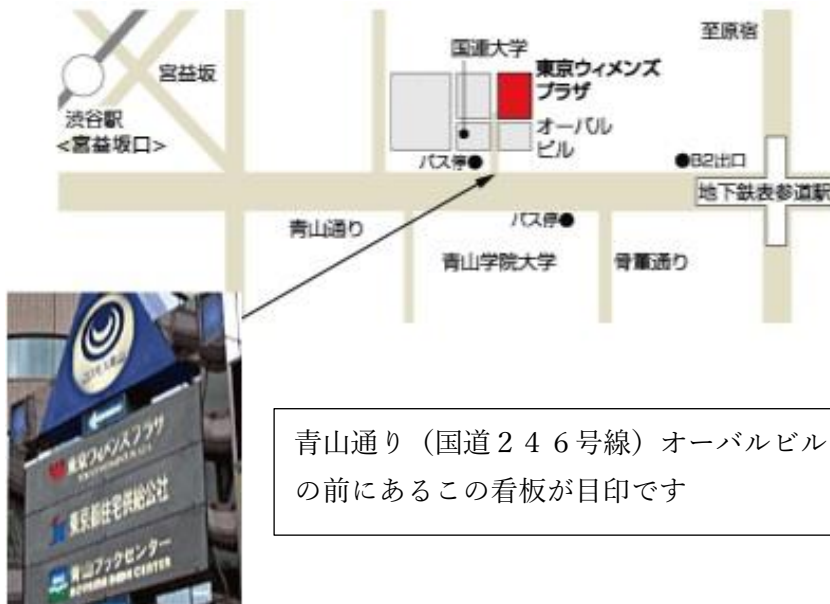 国連大学
至原宿
宮益坂
東京ウィメンズ
プラザ
渋谷駅
<宮益坂口>
オーバル
ビル
バス停●
●B2出口
地下鉄表参道駅
青山通り
バス停●
青山学院大学
骨董通り
東京ウィメンズプラザ
東京都住宅供給公社
青山ブックセンター
AOYAMA BOOK CENTER
青山通り（国道２４６号線）オーバルビル
の前にあるこの看板が目印です